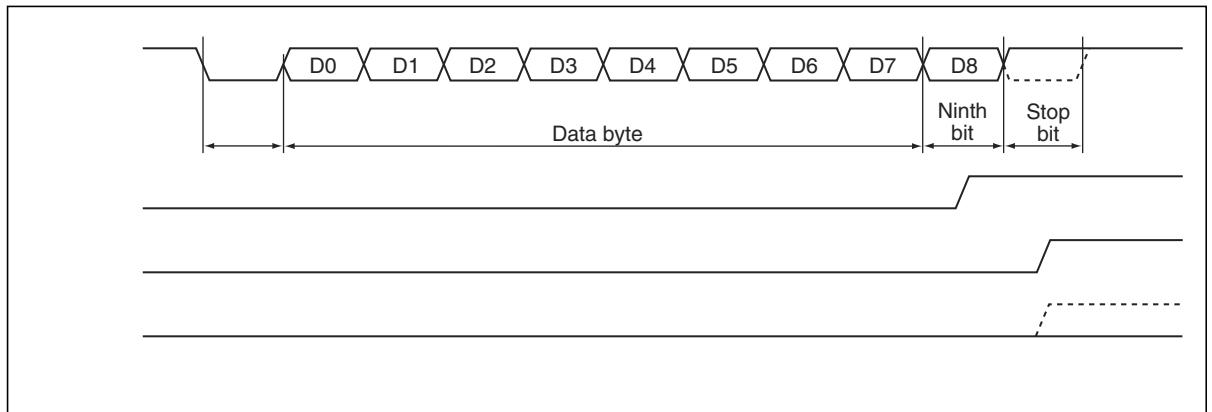 D0 D1 D2 D3 D4 D5 D6 D7 D8
Data byte
Ninth
bit
Stop
bit